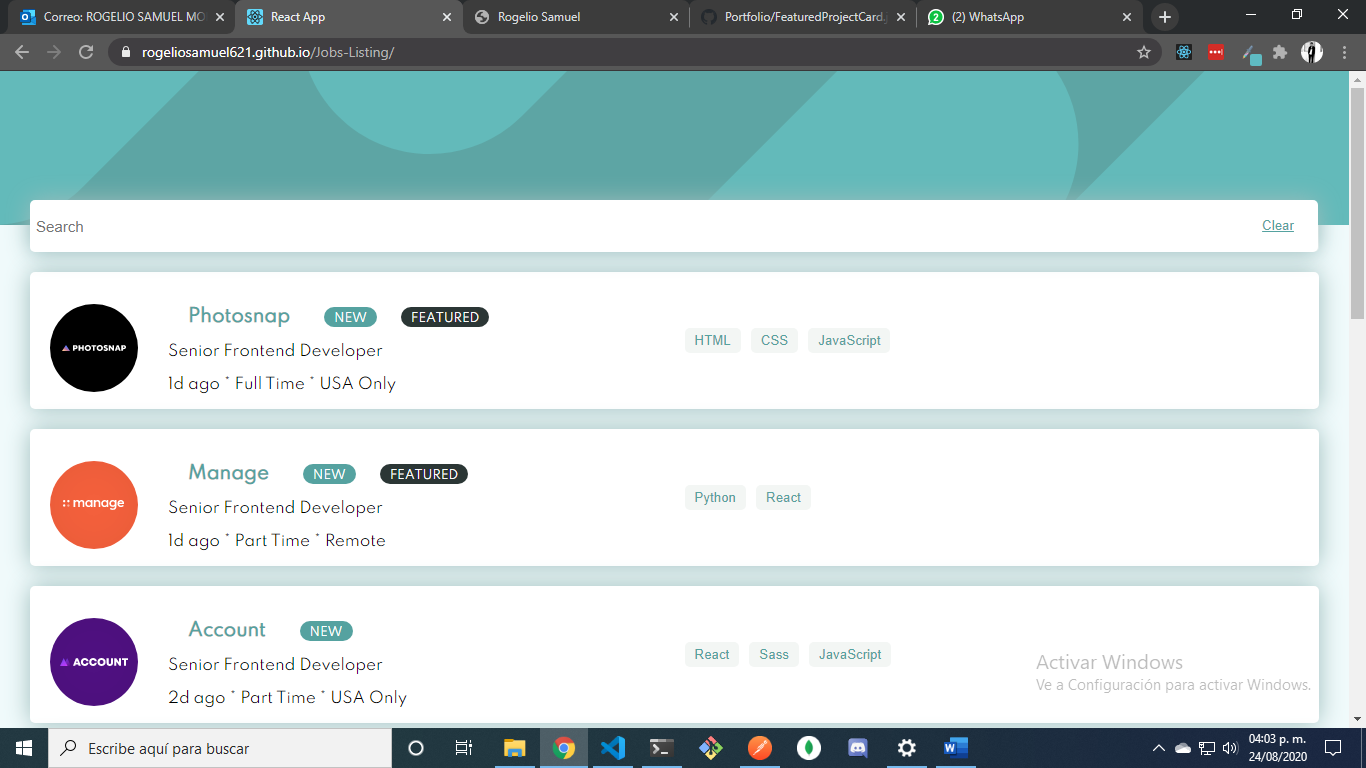 Correo: ROGELIO SAMUEL MO
React App
Rogelio Samuel
Portfolio/FeaturedProjectCard.j
2
(2) WhatsApp
rogeliosamuel621.github.io/Jobs-Listing/
Search
Clear
PHOTOSNAP
Photosnap NEW FEATURED
Senior Frontend Developer
1d ago * Full Time * USA Only
HTML CSS JavaScript
manage
Manage NEW FEATURED
Senior Frontend Developer
1d ago * Part Time * Remote
Python React
ACCOUNT
Account NEW
Senior Frontend Developer
2d ago * Part Time * USA Only
React Sass JavaScript
Activar Windows
Ve a Configuración para activar Windows.
Escribe aquí para buscar
04:03 p. m.
24/08/2020